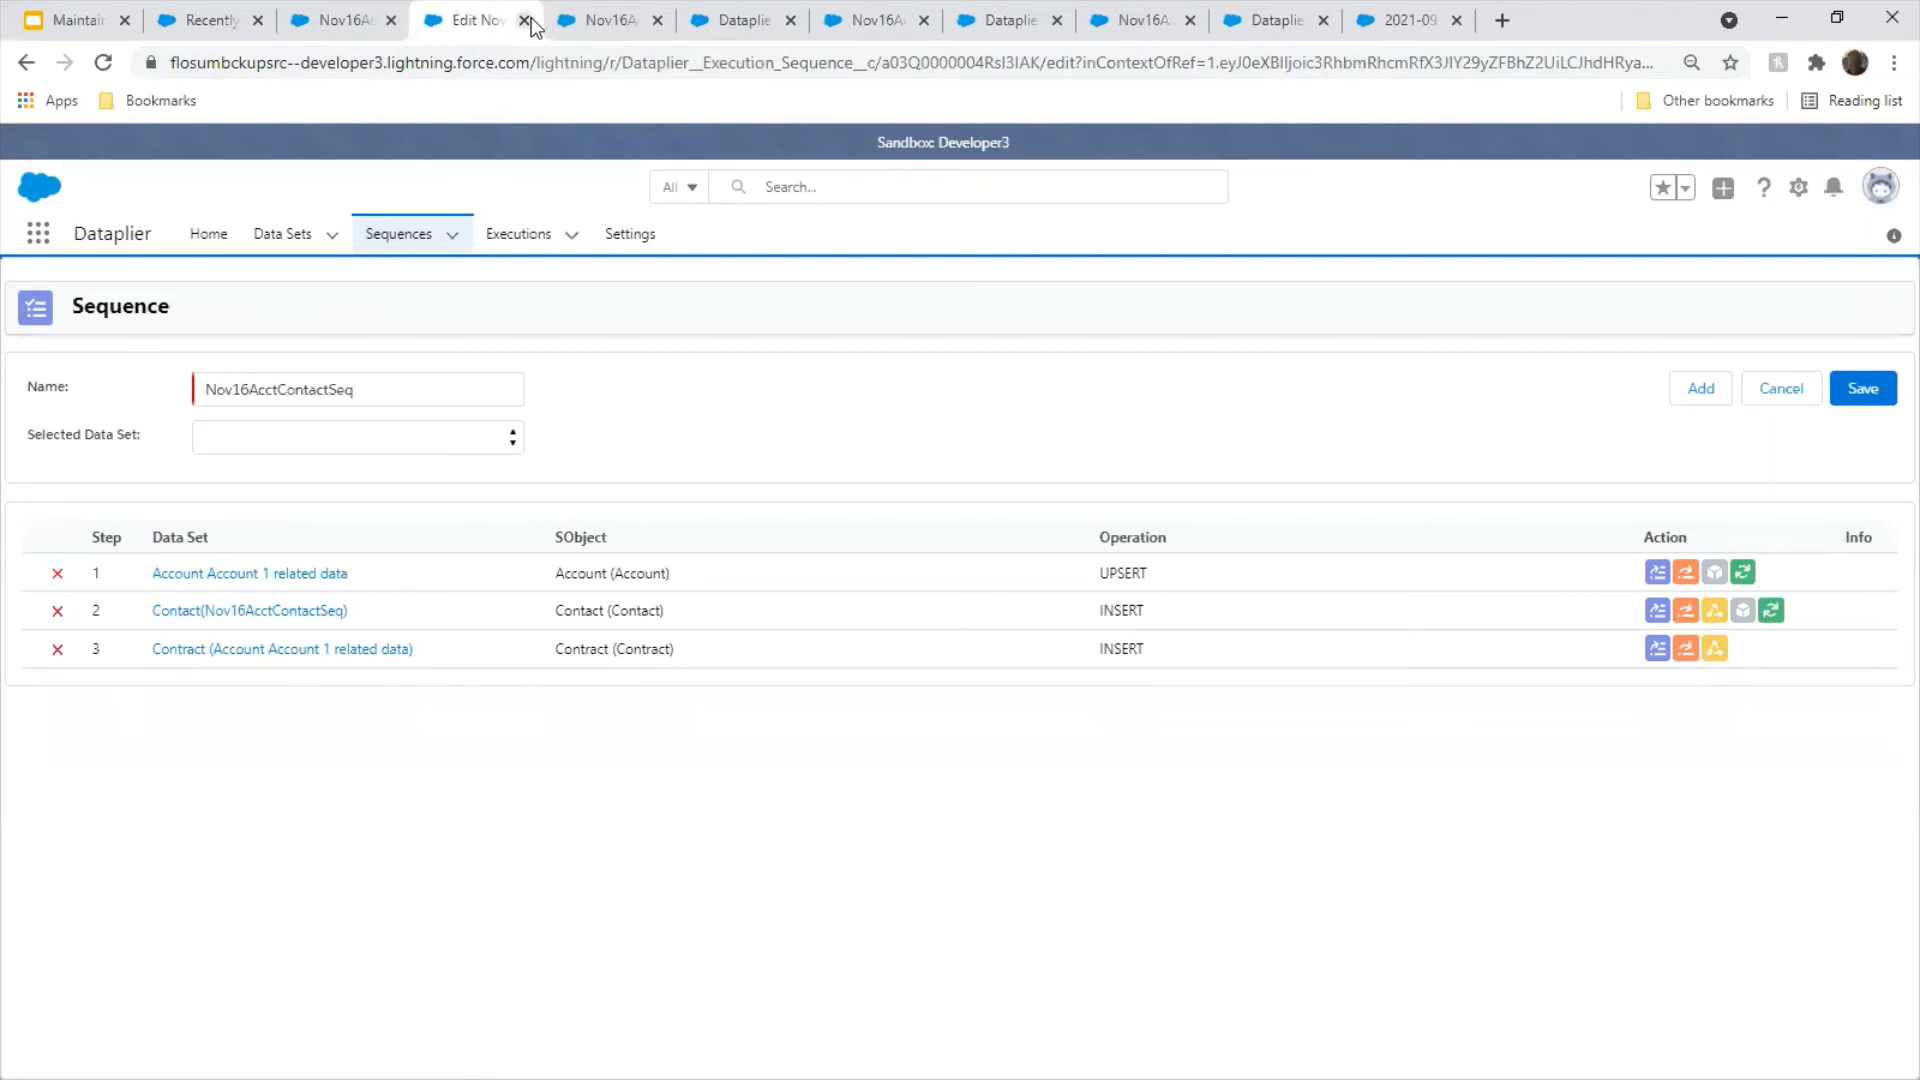 Maintain
Recently
Nov16Ac
Edit Nov
Nov16A
Dataplie
Nov16A
Dataplie
Nov16A
Dataplie
2021-09
flosumbckupsrc--developer3.lightning.force.com/lightning/r/Dataplier__Execution_Sequence__c/a03Q0000004RsI3IAK/edit?inContextOfRef=1.eyJ0eXBlIjoic3RhbmRhcmRfX3JlY29yZFBhZ2UiLCJhdHRya...
Apps
Bookmarks
Other bookmarks
Reading list
Sandbox: Developer3
All
Search...
Dataplier
Home
Data Sets
Sequences
Executions
Settings
Sequence
Name:
Nov16AcctContactSeq
Add
Cancel
Save
Selected Data Set:
Step Data Set SObject Operation Action Info
1 Account Account 1 related data Account (Account) UPSERT
2 Contact(Nov16AcctContactSeq) Contact (Contact) INSERT
3 Contract (Account Account 1 related data) Contract (Contract) INSERT